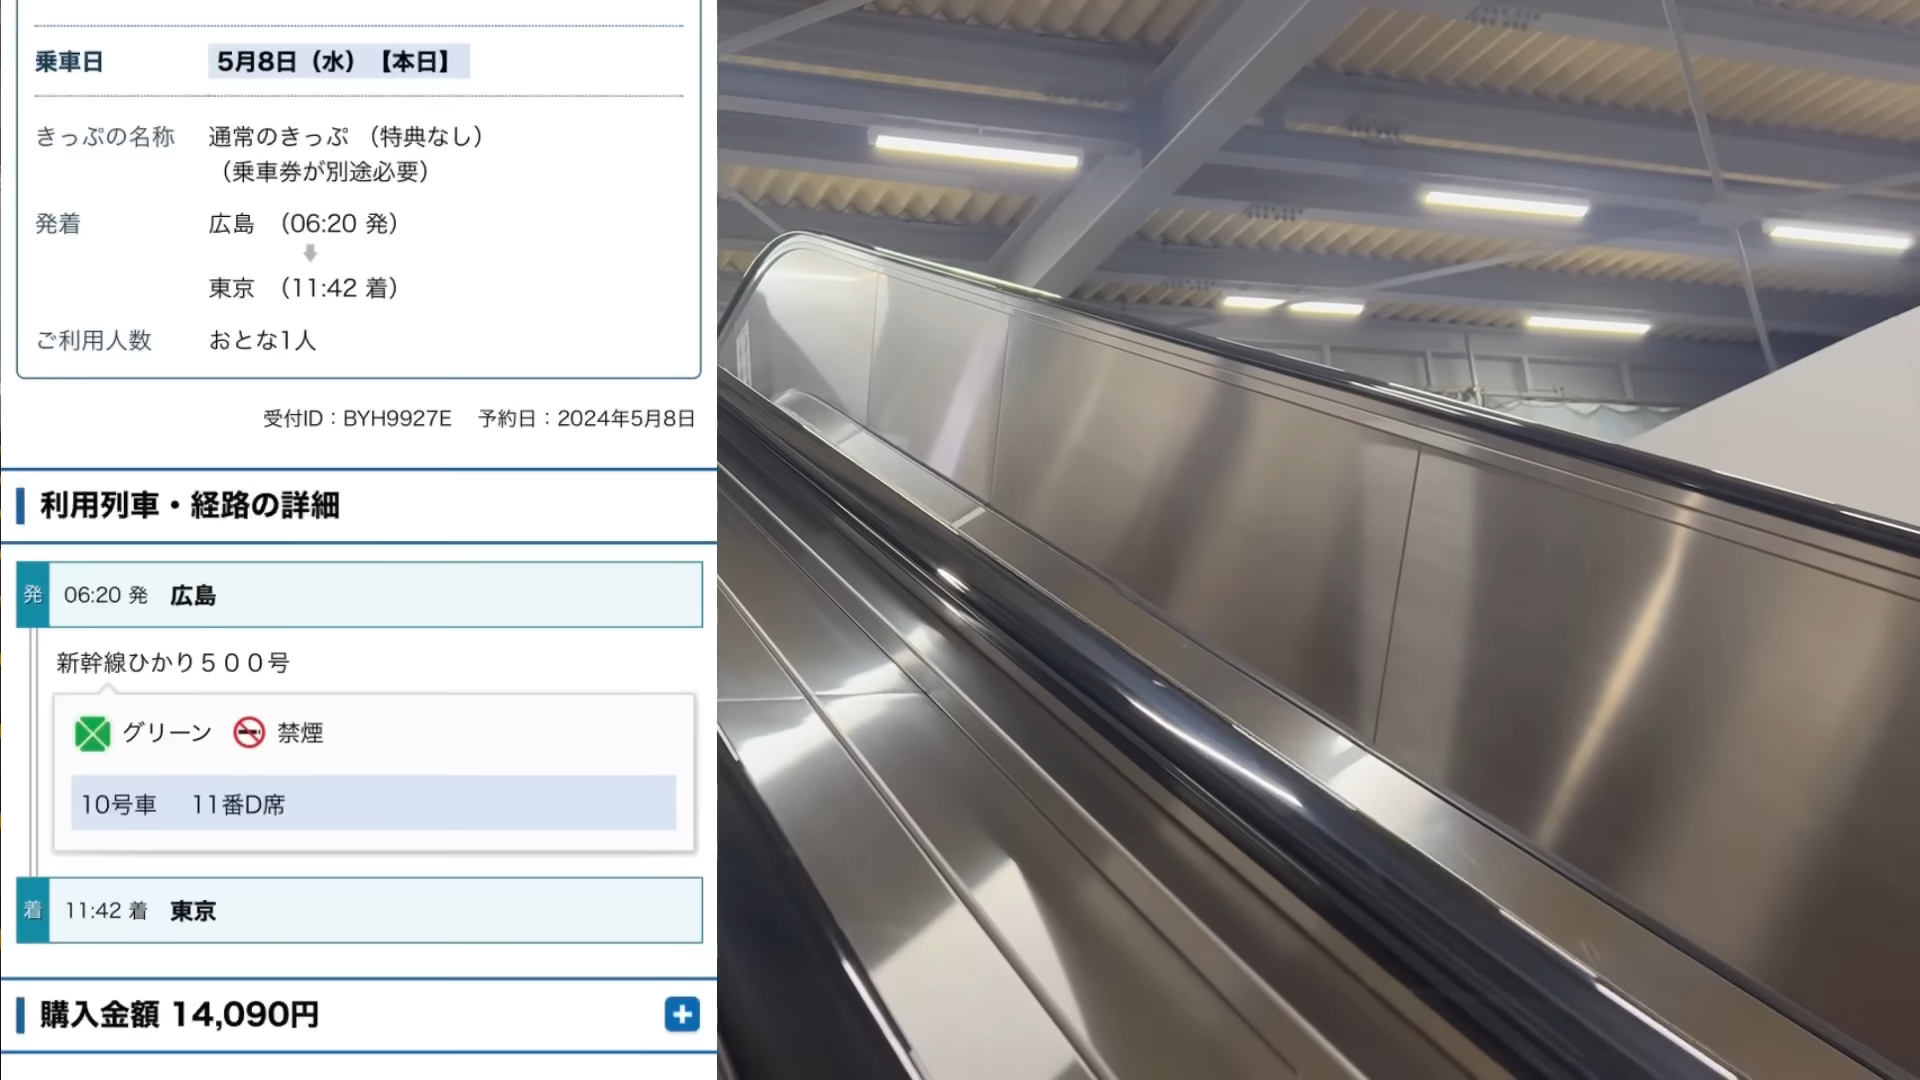 乗車日 5月8日（水）【本日】
きっぷの名称 通常のきっぷ （特典なし）
（乗車券が別途必要）
発着 広島 （06:20 発）
東京 （11:42 着）
ご利用人数 おとな1人
受付ID：BYH9927E 予約日：2024年5月8日
利用列車・経路の詳細
発 06:20 発 広島
新幹線ひかり５００号
グリーン 禁煙
10号車 11番D席
着 11:42 着 東京
購入金額 14,090円